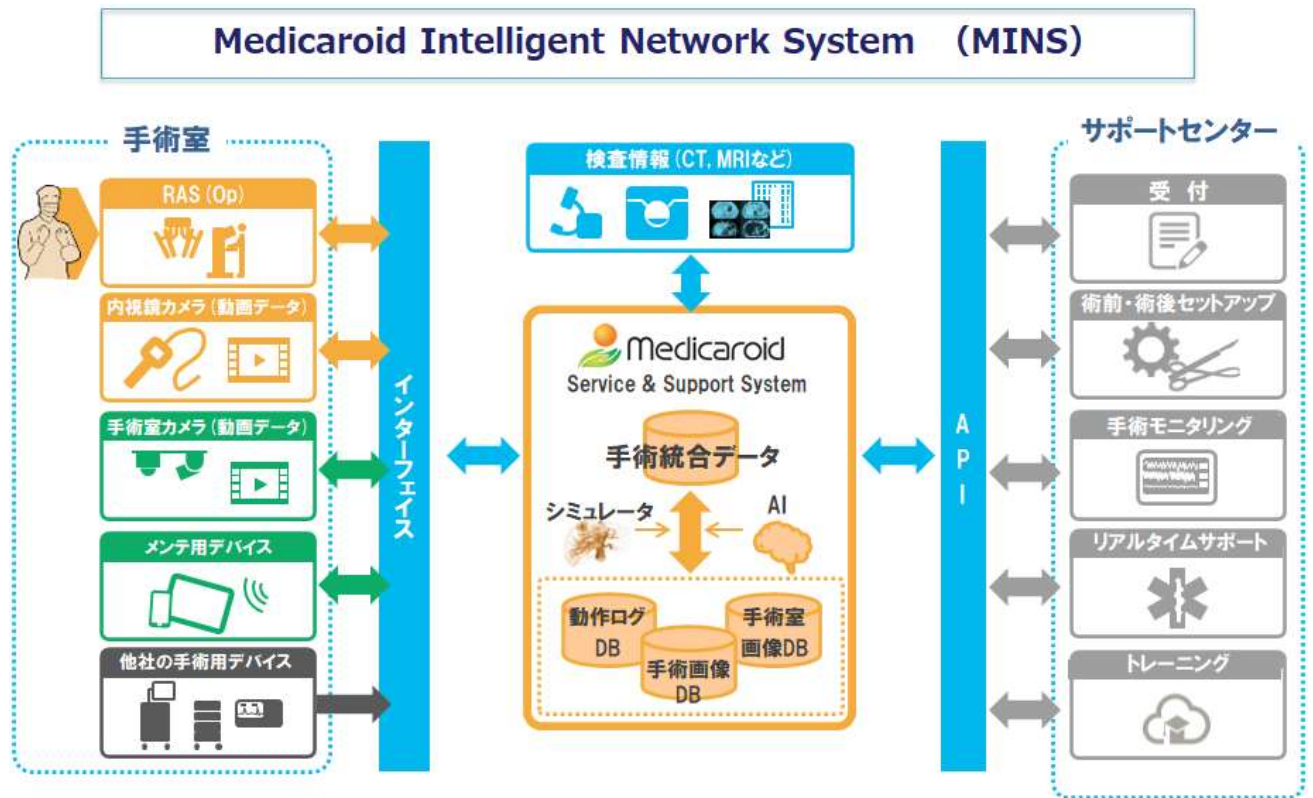 Medicaroid Intelligent Network System （MINS）
手術室
RAS（Op）
内視鏡カメラ（動画データ）
手術室カメラ（動画データ）
メンテ用デバイス
他社の手術用デバイス
インターフェイス
検査情報（CT, MRIなど）
Medicaroid
Service & Support System
手術統合データ
シミュレータ
AI
動作ログ
DB
手術画像
DB
手術室
画像DB
API
サポートセンター
受　付
術前・術後セットアップ
手術モニタリング
リアルタイムサポート
トレーニング